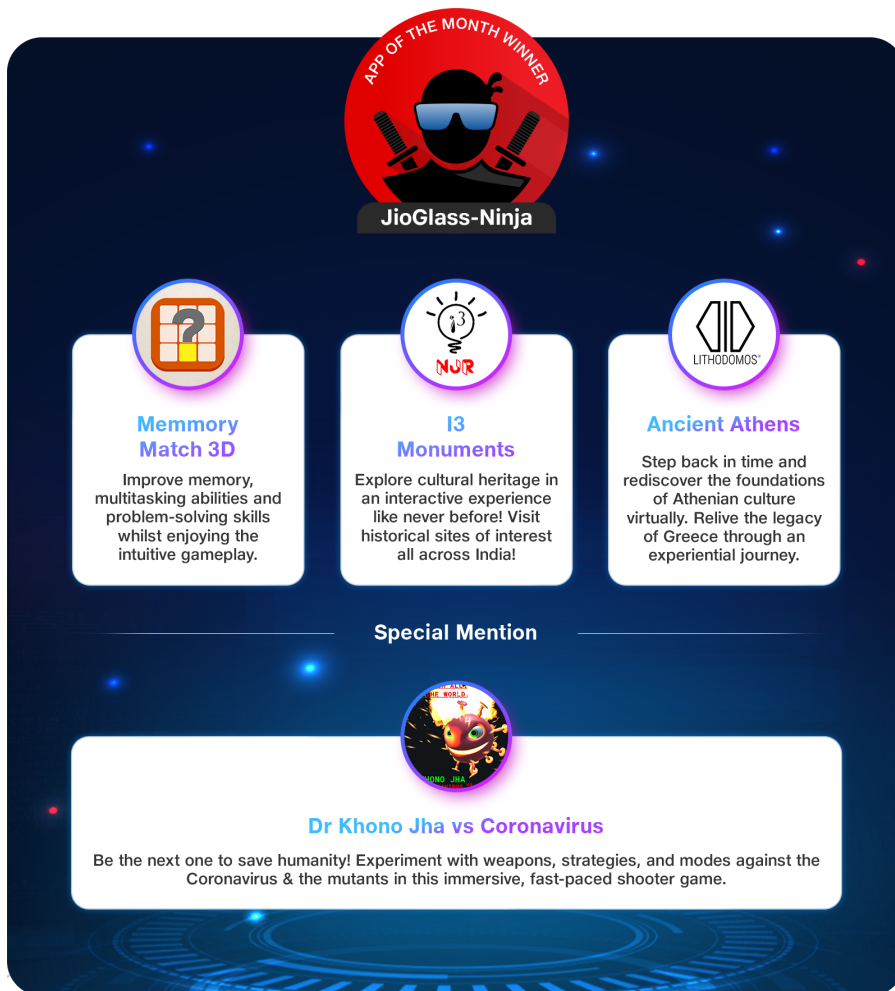 APP OF THE MONTH WINNER
JioGlass-Ninja
?
i3
NJR
LITHODOMOS®
Memmory
Match 3D
Improve memory,
multitasking abilities and
problem-solving skills
whilst enjoying the
intuitive gameplay.
I3
Monuments
Explore cultural heritage in
an interactive experience
like never before! Visit
historical sites of interest
all across India!
Ancient Athens
Step back in time and
rediscover the foundations
of Athenian culture
virtually. Relive the legacy
of Greece through an
experiential journey.
Special Mention
HE WORLD.
HONO JHA
Dr Khono Jha vs Coronavirus
Be the next one to save humanity! Experiment with weapons, strategies, and modes against the
Coronavirus & the mutants in this immersive, fast-paced shooter game.